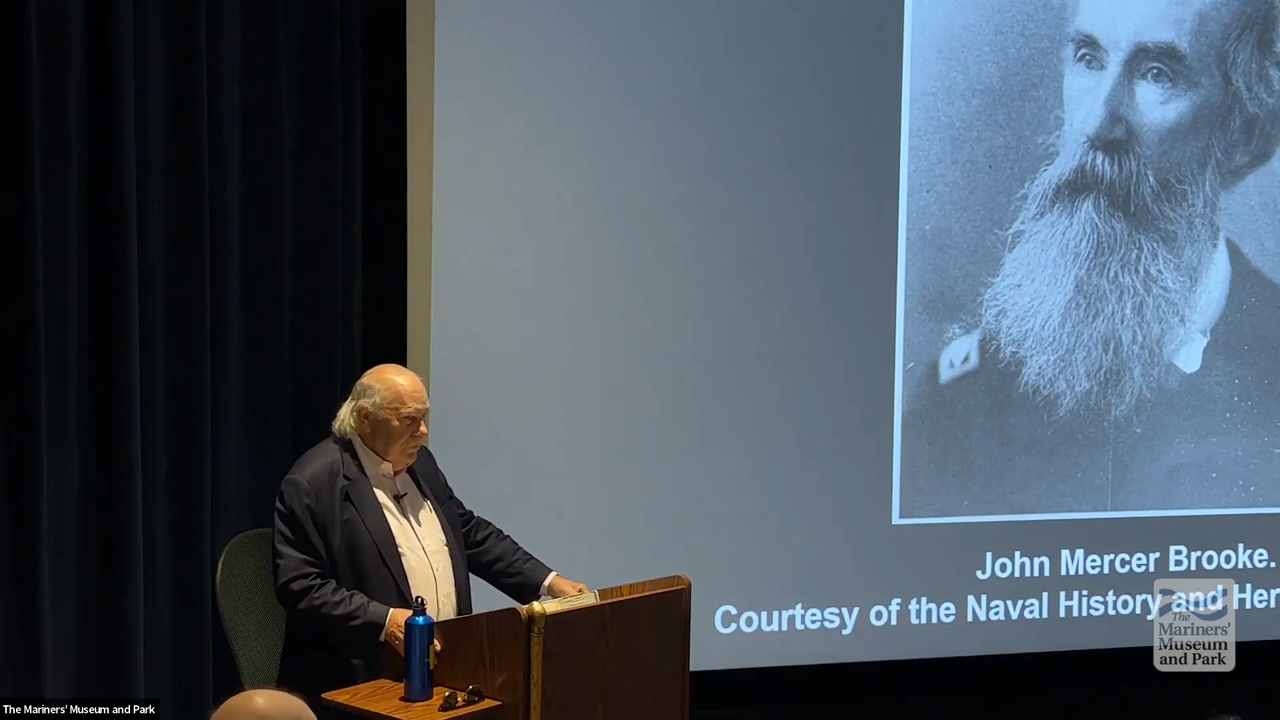 John Mercer Brooke.
Courtesy of the Naval History and Her
The
Mariners'
Museum
and Park
The Mariners' Museum and Park